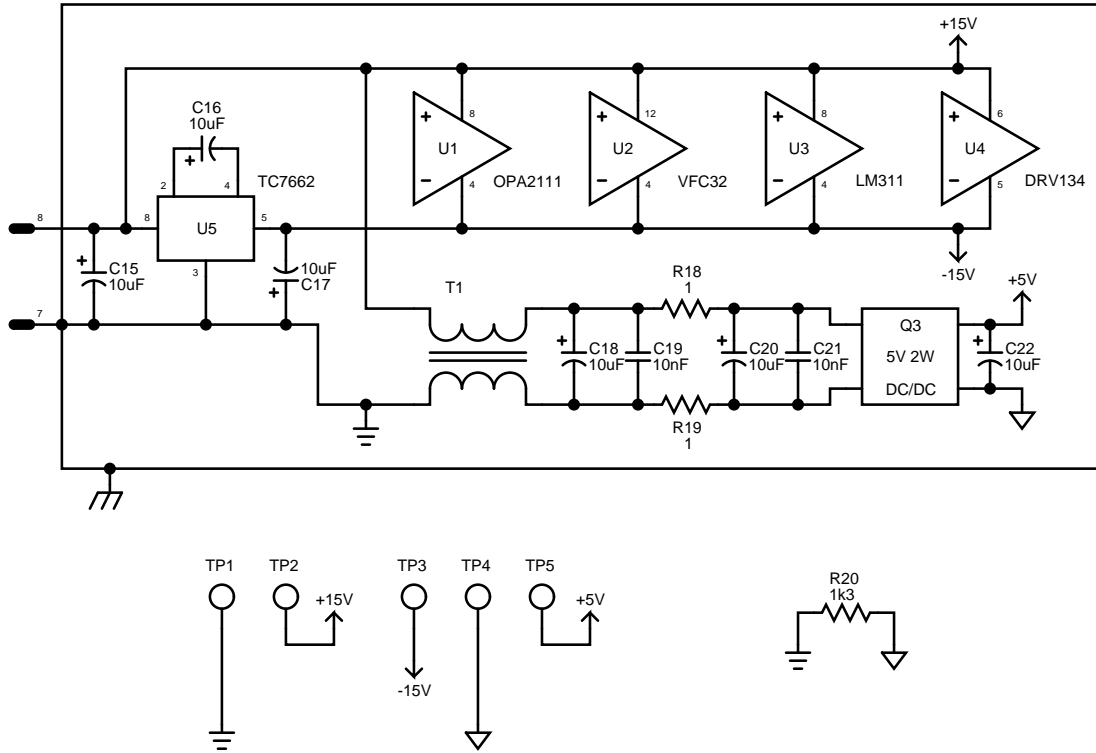 +15V
C16
10uF
8
12
8
6
U1
U2
U3
U4
2
4
TC7662
4
OPA2111
4
VFC32
4
LM311
5
DRV134
8
8
U5
5
C15
10uF
3
10uF
C17
-15V
+5V
T1
R18
1
7
C18
10uF
C19
10nF
C20
10uF
C21
10nF
Q3
5V 2W
DC/DC
C22
10uF
R19
1
TP1
TP2
TP3
TP4
TP5
+15V
+5V
-15V
R20
1k3